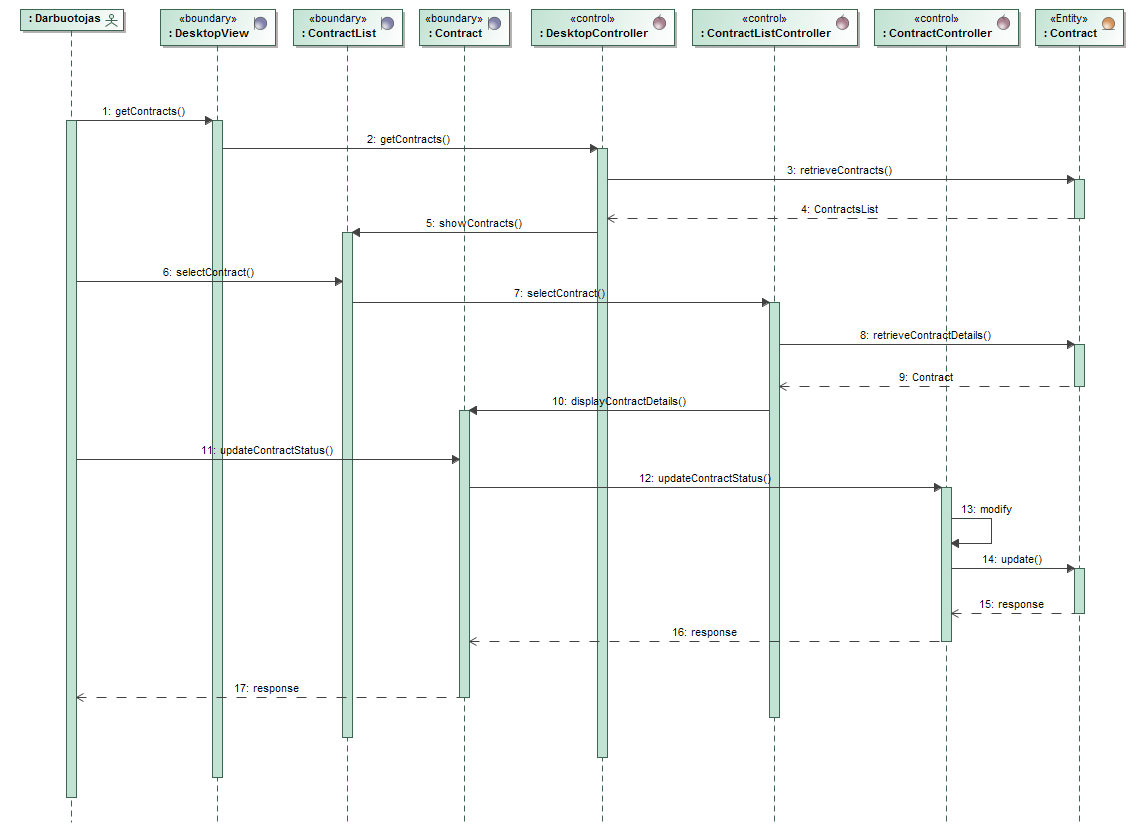 : Darbuotojas
«boundary»
: DesktopView
«boundary»
: ContractList
«boundary»
: Contract
«control»
: DesktopController
«control»
: ContractListController
«control»
: ContractController
«Entity»
: Contract
1: getContracts()
2: getContracts()
3: retrieveContracts()
4: ContractsList
5: showContracts()
6: selectContract()
7: selectContract()
8: retrieveContractDetails()
9: Contract
10: displayContractDetails()
11: updateContractStatus()
12: updateContractStatus()
13: modify
14: update()
15: response
16: response
17: response